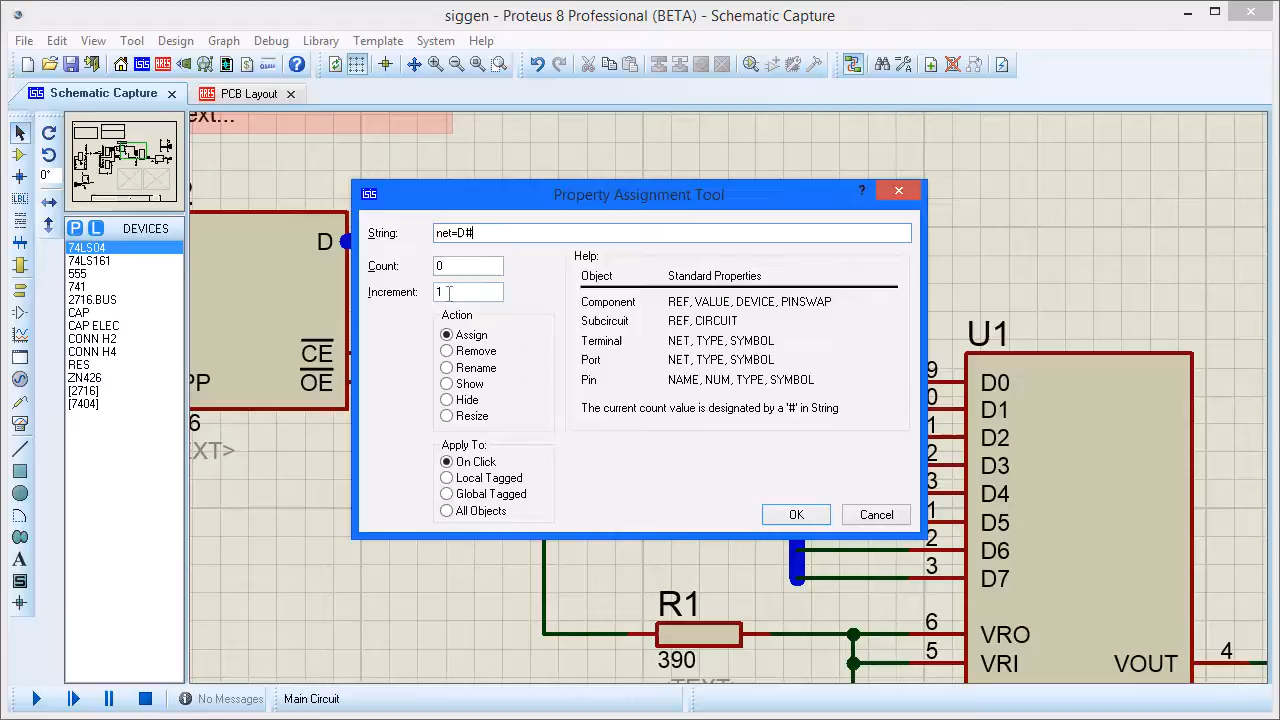 siggen - Proteus 8 Professional (BETA) - Schematic Capture
File Edit View Tool Design Graph Debug Library Template System Help
Schematic Capture
PCB Layout
ext...
0°
P L DEVICES
74LS04
74LS161
555
741
2716.BUS
CAP
CAP ELEC
CONN H2
CONN H4
RES
ZN426
[2716]
[7404]
D
CE
OE
PP
6
EXT>
Property Assignment Tool
String: net=D#
Count: 0
Increment: 1
Action
Assign
Remove
Rename
Show
Hide
Resize
Apply To:
On Click
Local Tagged
Global Tagged
All Objects
Help:
Object Standard Properties
Component REF, VALUE, DEVICE, PINSWAP
Subcircuit REF, CIRCUIT
Terminal NET, TYPE, SYMBOL
Port NET, TYPE, SYMBOL
Pin NAME, NUM, TYPE, SYMBOL
The current count value is designated by a '#' in String
OK Cancel
U1
9 D0
0 D1
1 D2
2 D3
3 D4
1 D5
2 D6
3 D7
R1
390
6 VRO
5 VRI VOUT 4
No Messages Main Circuit